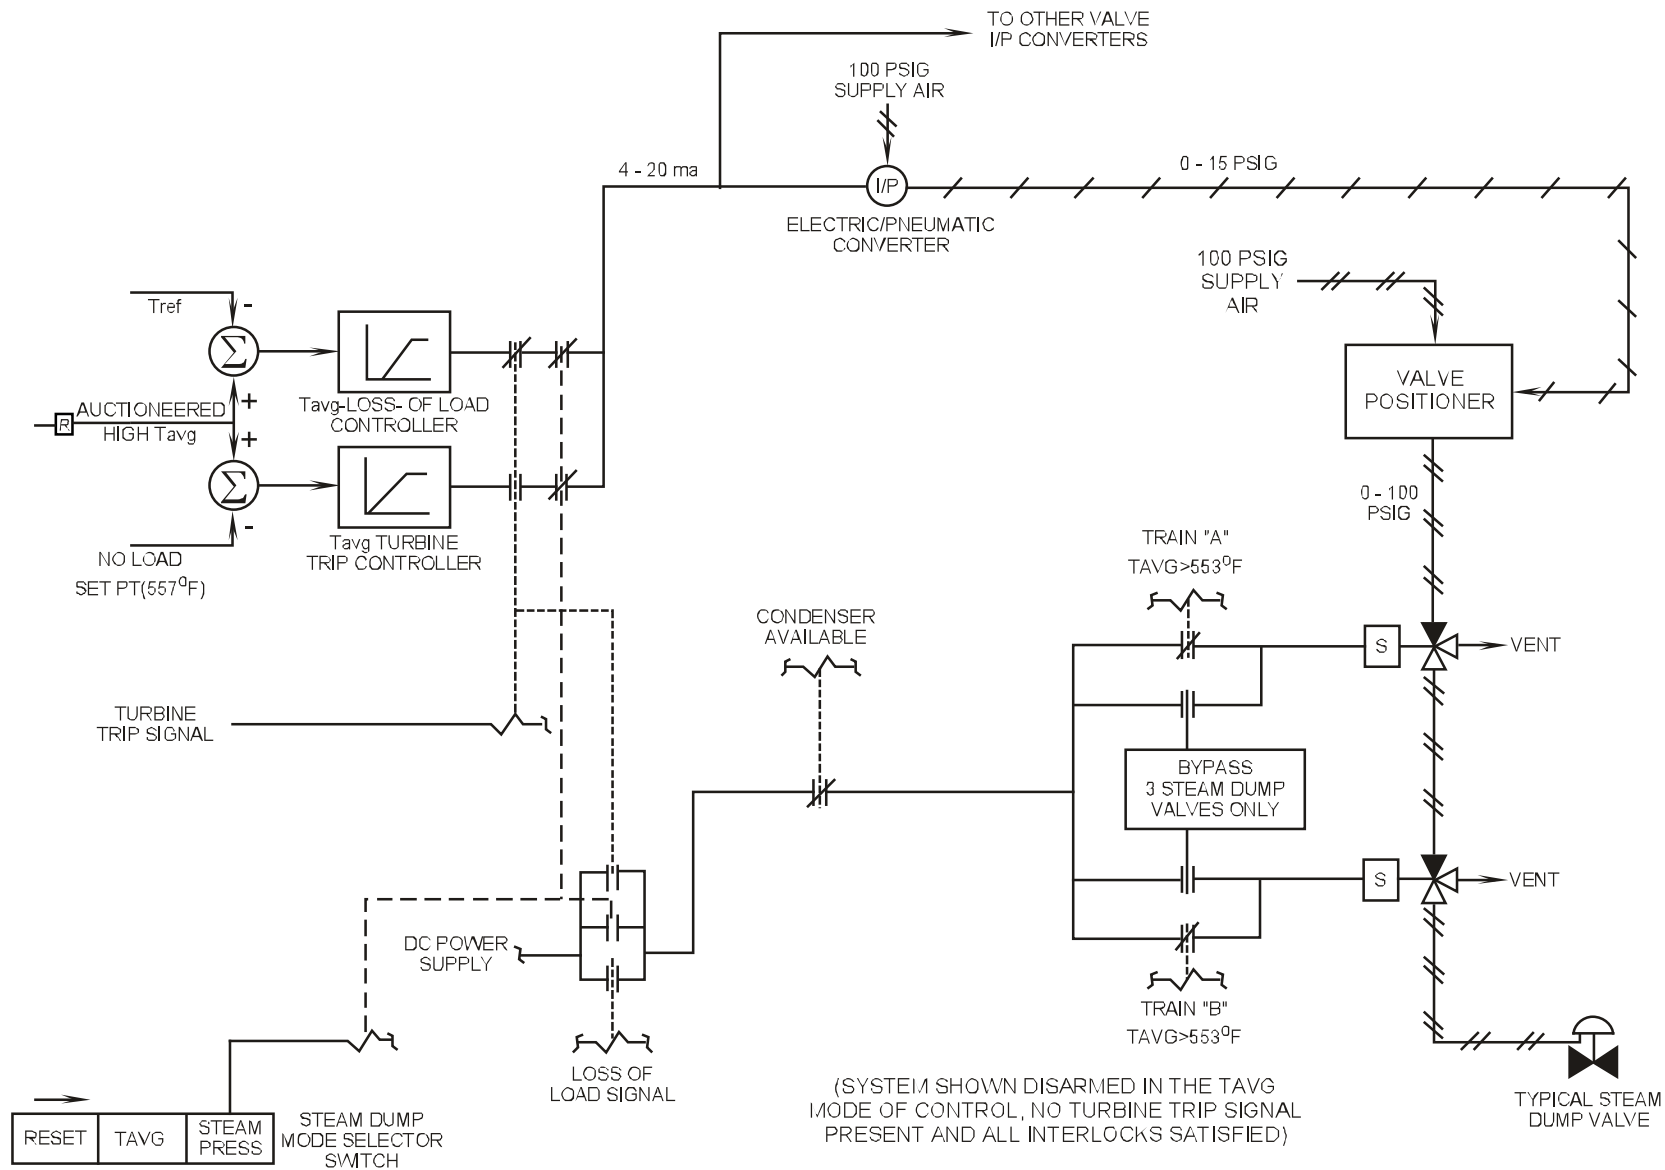 TO OTHER VALVE
I/P CONVERTERS
100 PSIG
SUPPLY AIR
4 - 20 ma
I/P
0 - 15 PSIG
ELECTRIC/PNEUMATIC
CONVERTER
100 PSIG
SUPPLY
AIR
Tref
-
Σ
+
R
AUCTIONEERED
HIGH Tavg
+
Σ
-
NO LOAD
SET PT(557°F)
Tavg-LOSS- OF LOAD
CONTROLLER
Tavg TURBINE
TRIP CONTROLLER
VALVE
POSITIONER
0 - 100
PSIG
TRAIN "A"
TAVG>553°F
CONDENSER
AVAILABLE
S
VENT
TURBINE
TRIP SIGNAL
BYPASS
3 STEAM DUMP
VALVES ONLY
S
VENT
DC POWER
SUPPLY
TRAIN "B"
TAVG>553°F
LOSS OF
LOAD SIGNAL
RESET
TAVG
STEAM
PRESS
STEAM DUMP
MODE SELECTOR
SWITCH
(SYSTEM SHOWN DISARMED IN THE TAVG
MODE OF CONTROL, NO TURBINE TRIP SIGNAL
PRESENT AND ALL INTERLOCKS SATISFIED)
TYPICAL STEAM
DUMP VALVE